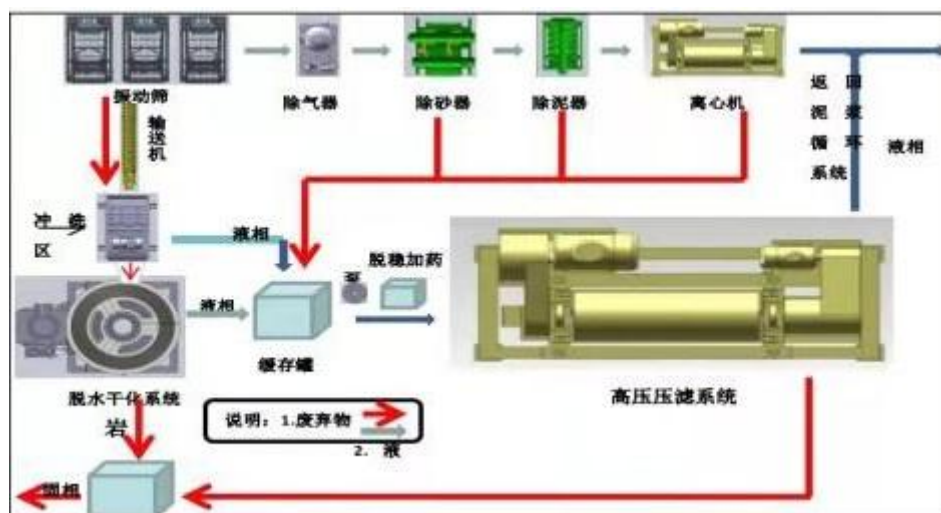 振动筛
除气器
除砂器
除泥器
离心机
输送机
返回
泥浆
循环
系统
液相
冲洗
区
液相
泵
脱稳加药
液相
缓存罐
脱水干化系统
高压压滤系统
岩
说明：1.废弃物
2. 液
固相